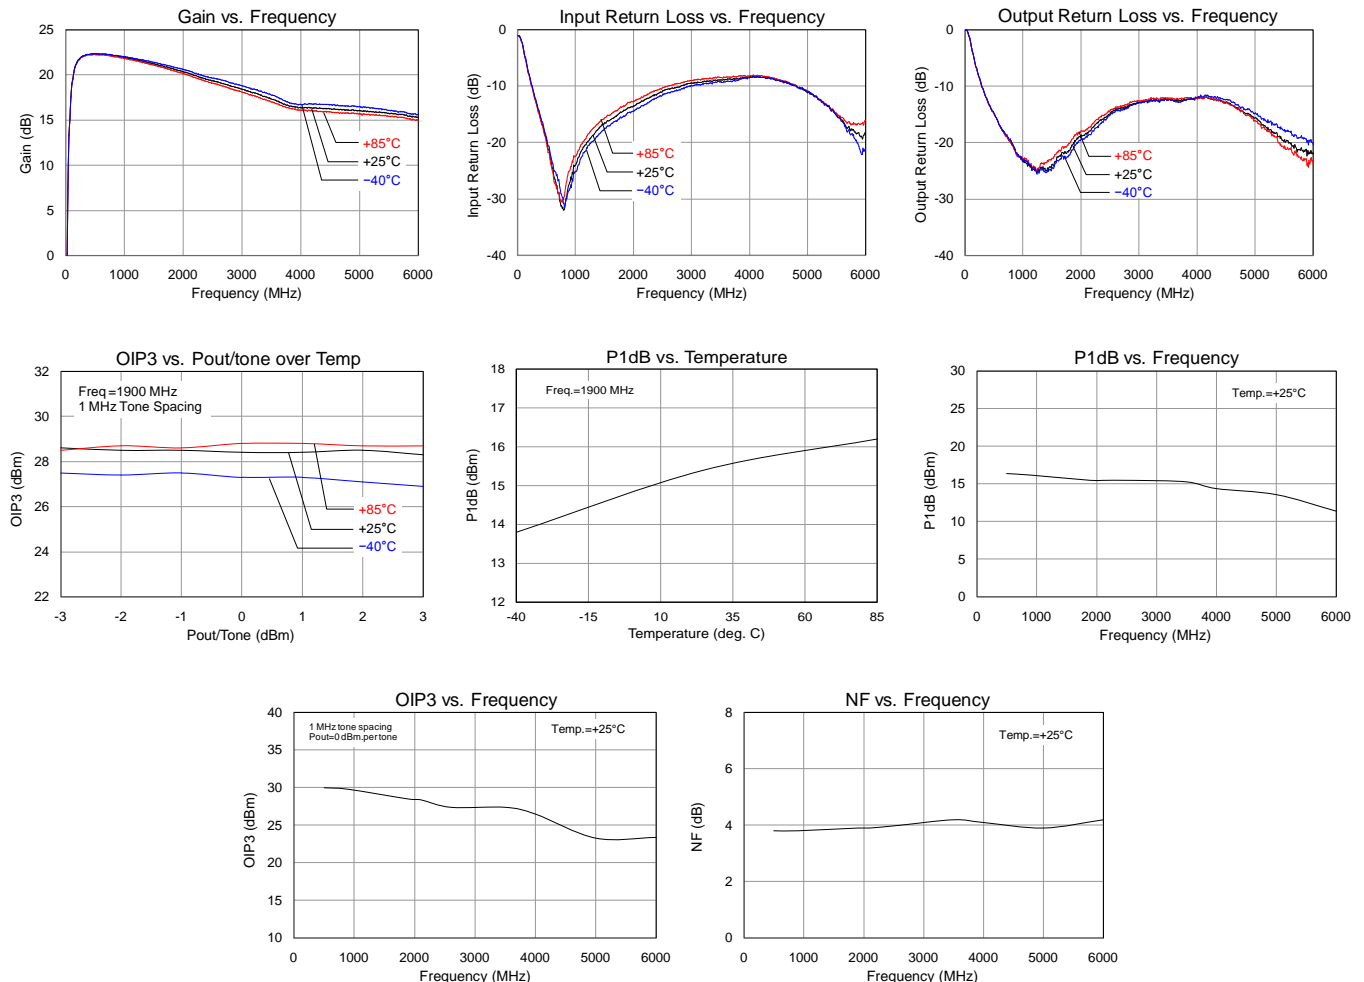 Gain vs. Frequency
25
20
15
10
5
0
Gain (dB)
+85°C
+25°C
−40°C
0 1000 2000 3000 4000 5000 6000
Frequency (MHz)
Input Return Loss vs. Frequency
0
-10
-20
-30
-40
Input Return Loss (dB)
+85°C
+25°C
−40°C
0 1000 2000 3000 4000 5000 6000
Frequency (MHz)
Output Return Loss vs. Frequency
0
-10
-20
-30
-40
Output Return Loss (dB)
+85°C
+25°C
−40°C
0 1000 2000 3000 4000 5000 6000
Frequency (MHz)
OIP3 vs. Pout/tone over Temp
32
30
28
26
24
22
OIP3 (dBm)
Freq.=1900 MHz
1 MHz Tone Spacing
+85°C
+25°C
−40°C
-3 -2 -1 0 1 2 3
Pout/Tone (dBm)
P1dB vs. Temperature
18
17
16
15
14
13
12
P1dB (dBm)
Freq.=1900 MHz
-40 -15 10 35 60 85
Temperature (deg. C)
P1dB vs. Frequency
30
25
20
15
10
5
0
P1dB (dBm)
Temp.=+25°C
0 1000 2000 3000 4000 5000 6000
Frequency (MHz)
OIP3 vs. Frequency
40
35
30
25
20
15
10
OIP3 (dBm)
1 MHz tone spacing
Pout=0 dBm.per tone
Temp.=+25°C
0 1000 2000 3000 4000 5000 6000
Frequency (MHz)
NF vs. Frequency
8
6
4
2
0
NF (dB)
Temp.=+25°C
0 1000 2000 3000 4000 5000 6000
Frequency (MHz)